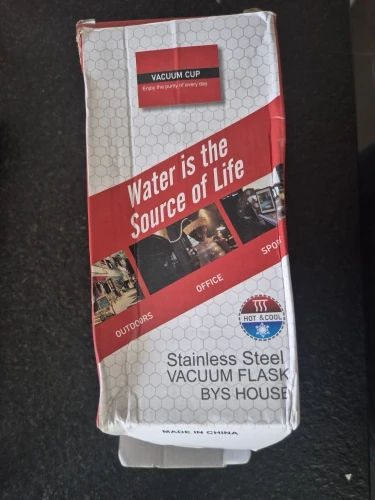 VACUUM CUP
Enjoy the purity of every day
Water is the
Source of Life
OUTDOORS
OFFICE
SPOR
HOT & COOL
Stainless Steel
VACUUM FLASK
BYS HOUSE
MADE IN CHINA